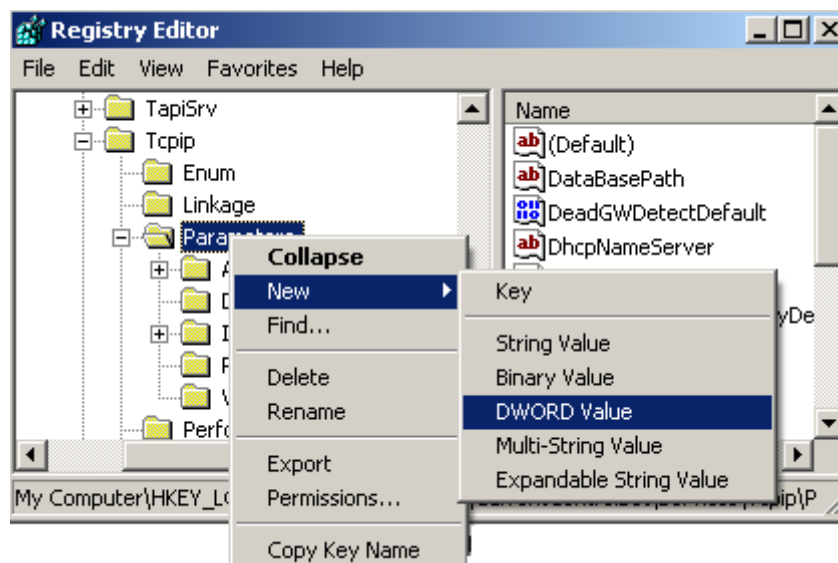 Registry Editor
File Edit View Favorites Help
TapiSrv
Tcpip
Enum
Linkage
Parameters
Name
(Default)
DataBasePath
DeadGWDetectDefault
DhcpNameServer
Collapse
New
Find...
Delete
Rename
Export
Permissions...
Copy Key Name
Key
String Value
Binary Value
DWORD Value
Multi-String Value
Expandable String Value
My Computer\HKEY_LO